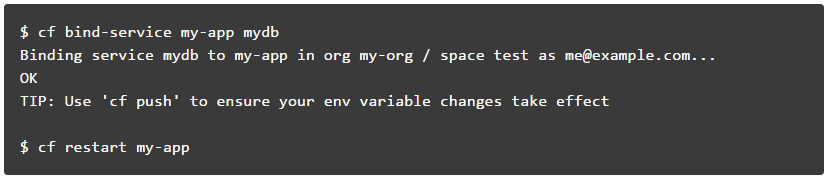 $ cf bind-service my-app mydb
Binding service mydb to my-app in org my-org / space test as me@example.com...
OK
TIP: Use 'cf push' to ensure your env variable changes take effect
$ cf restart my-app